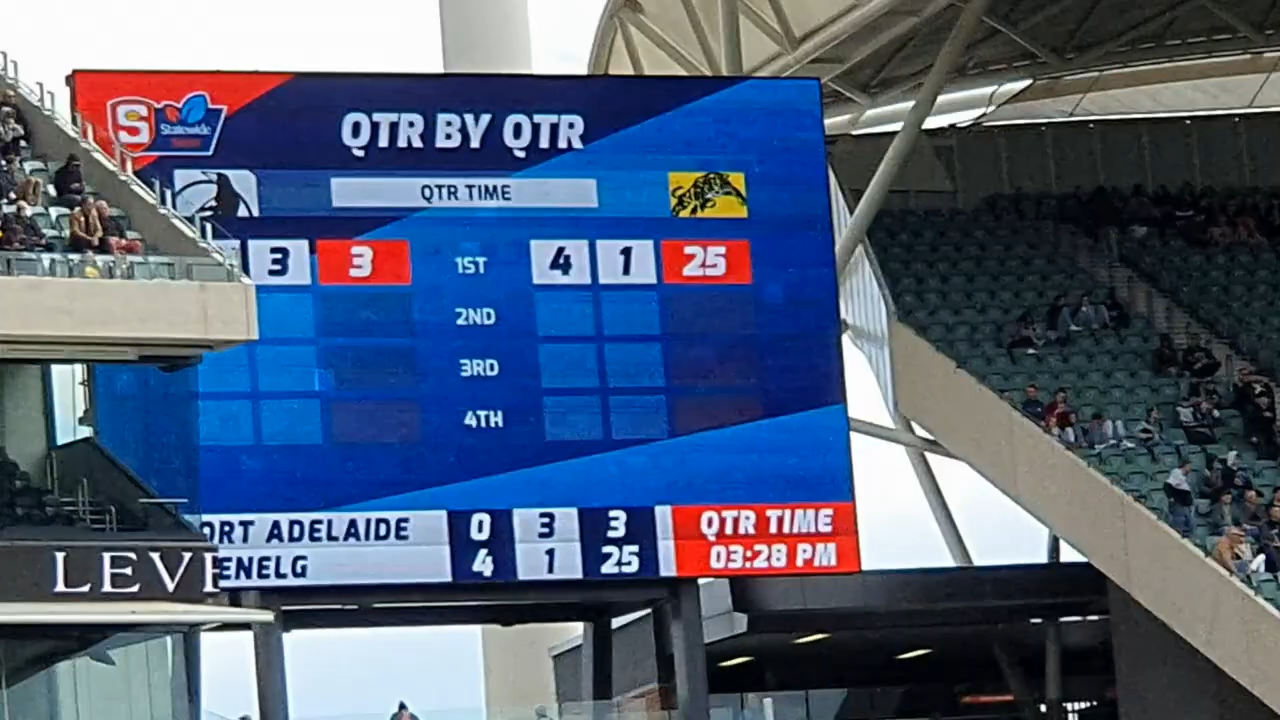 S
Statewide
QTR BY QTR
QTR TIME
3 3 1ST 4 1 25
2ND
3RD
4TH
ORT ADELAIDE 0 3 3 QTR TIME
ENELG 4 1 25 03:28 PM
LEVE